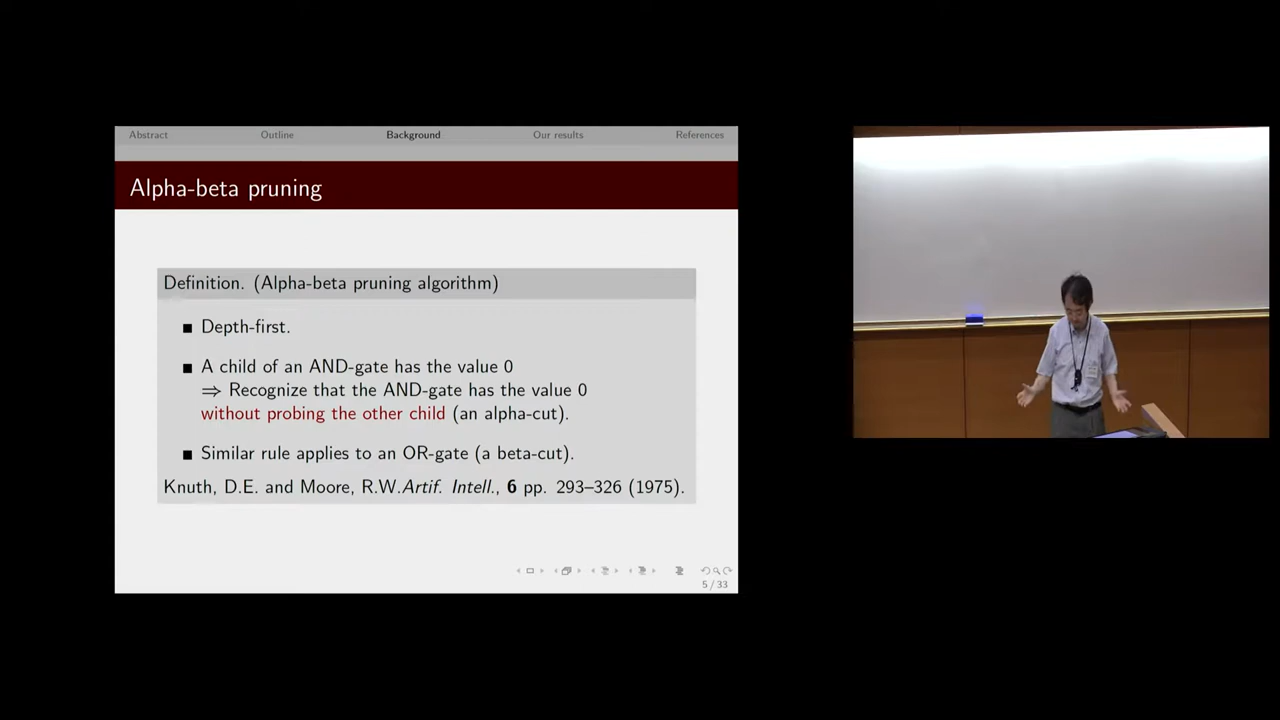 Abstract Outline Background Our results References
Alpha-beta pruning
Definition. (Alpha-beta pruning algorithm)
Depth-first.
A child of an AND-gate has the value 0
⇒ Recognize that the AND-gate has the value 0
without probing the other child (an alpha-cut).
Similar rule applies to an OR-gate (a beta-cut).
Knuth, D.E. and Moore, R.W.Artif. Intell., 6 pp. 293–326 (1975).
5 / 33